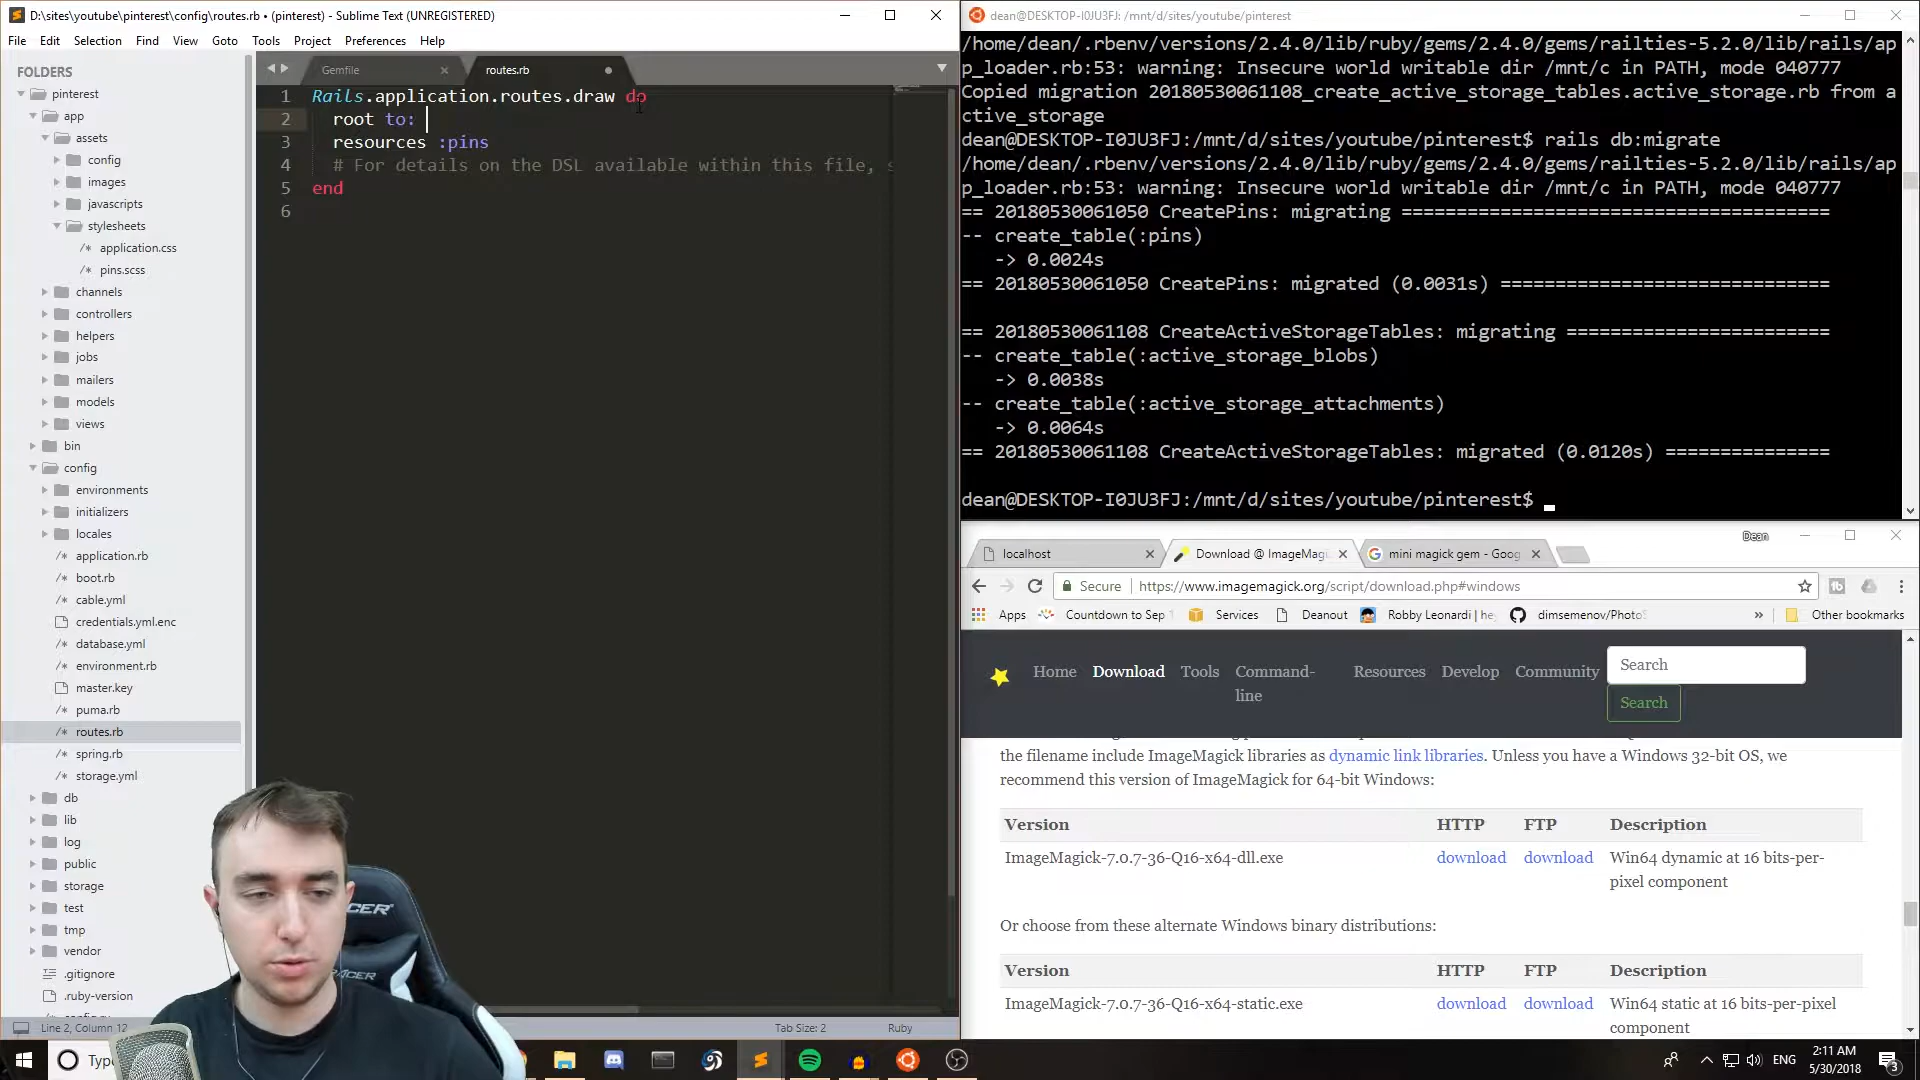 D:\sites\youtube\pinterest\config\routes.rb • (pinterest) - Sublime Text (UNREGISTERED)
File Edit Selection Find View Goto Tools Project Preferences Help
FOLDERS
pinterest
app
assets
config
images
javascripts
stylesheets
/* application.css
/* pins.scss
channels
controllers
helpers
jobs
mailers
models
views
bin
config
environments
initializers
locales
/* application.rb
/* boot.rb
/* cable.yml
credentials.yml.enc
/* database.yml
/* environment.rb
/* master.key
/* puma.rb
/* routes.rb
/* spring.rb
/* storage.yml
db
lib
log
public
storage
test
tmp
vendor
.gitignore
.ruby-version
Gemfile
routes.rb
1 Rails.application.routes.draw do
2 root to:
3 resources :pins
4 # For details on the DSL available within this file, s
5 end
6
Line 2, Column 12
Tab Size: 2
Ruby
dean@DESKTOP-I0JU3FJ: /mnt/d/sites/youtube/pinterest
/home/dean/.rbenv/versions/2.4.0/lib/ruby/gems/2.4.0/gems/railties-5.2.0/lib/rails/ap
p_loader.rb:53: warning: Insecure world writable dir /mnt/c in PATH, mode 040777
Copied migration 20180530061108_create_active_storage_tables.active_storage.rb from a
ctive_storage
dean@DESKTOP-I0JU3FJ:/mnt/d/sites/youtube/pinterest$ rails db:migrate
/home/dean/.rbenv/versions/2.4.0/lib/ruby/gems/2.4.0/gems/railties-5.2.0/lib/rails/ap
p_loader.rb:53: warning: Insecure world writable dir /mnt/c in PATH, mode 040777
== 20180530061050 CreatePins: migrating ======================================
-- create_table(:pins)
-> 0.0024s
== 20180530061050 CreatePins: migrated (0.0031s) =============================
== 20180530061108 CreateActiveStorageTables: migrating =======================
-- create_table(:active_storage_blobs)
-> 0.0038s
-- create_table(:active_storage_attachments)
-> 0.0064s
== 20180530061108 CreateActiveStorageTables: migrated (0.0120s) ==============
dean@DESKTOP-I0JU3FJ:/mnt/d/sites/youtube/pinterest$
Dean
localhost
Download @ ImageMag
mini magick gem - Goog
Secure https://www.imagemagick.org/script/download.php#windows
Apps Countdown to Sep Services Deanout Robby Leonardi | he dimsemenov/Photo » Other bookmarks
Home Download Tools Command-line Resources Develop Community Search
Search
the filename include ImageMagick libraries as dynamic link libraries. Unless you have a Windows 32-bit OS, we
recommend this version of ImageMagick for 64-bit Windows:
Version HTTP FTP Description
ImageMagick-7.0.7-36-Q16-x64-dll.exe download download Win64 dynamic at 16 bits-per-
pixel component
Or choose from these alternate Windows binary distributions:
Version HTTP FTP Description
ImageMagick-7.0.7-36-Q16-x64-static.exe download download Win64 static at 16 bits-per-pixel
component
Typ
ENG
2:11 AM
5/30/2018
3